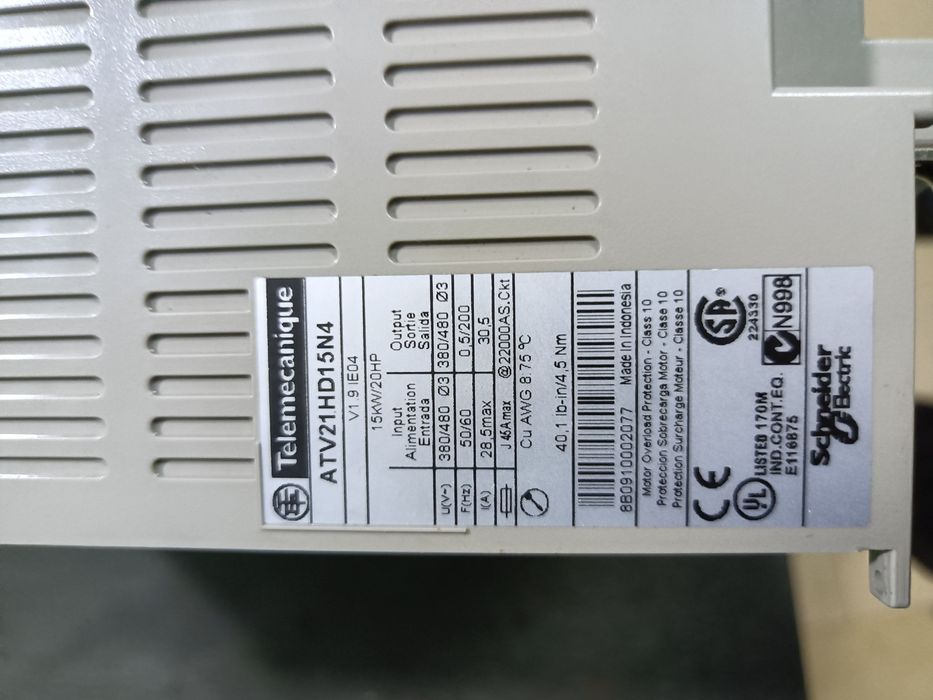 Telemecanique
ATV21HD15N4
V1.9 IE04
15kW/20HP
Input Output
Alimentation Sortie
Entrada Salida
U(V~) 380/480 Ø3 380/480 Ø3
F(Hz) 50/60 0,5/200
I(A) 28,5max 30,5
J 45Amax @22000AS.Ckt
Cu AWG 8 75°C
40,1 lb-in/4,5 Nm
8B0910002077 Made in Indonesia
Motor Overload Protection - Class 10
Proteccion Sobrecarga Motor - Clase 10
Protection Surcharge Moteur - Classe 10
CE
SA ®
224330
UL LISTED 170M
IND.CONT.EQ.
E116875
N998
Schneider
Electric